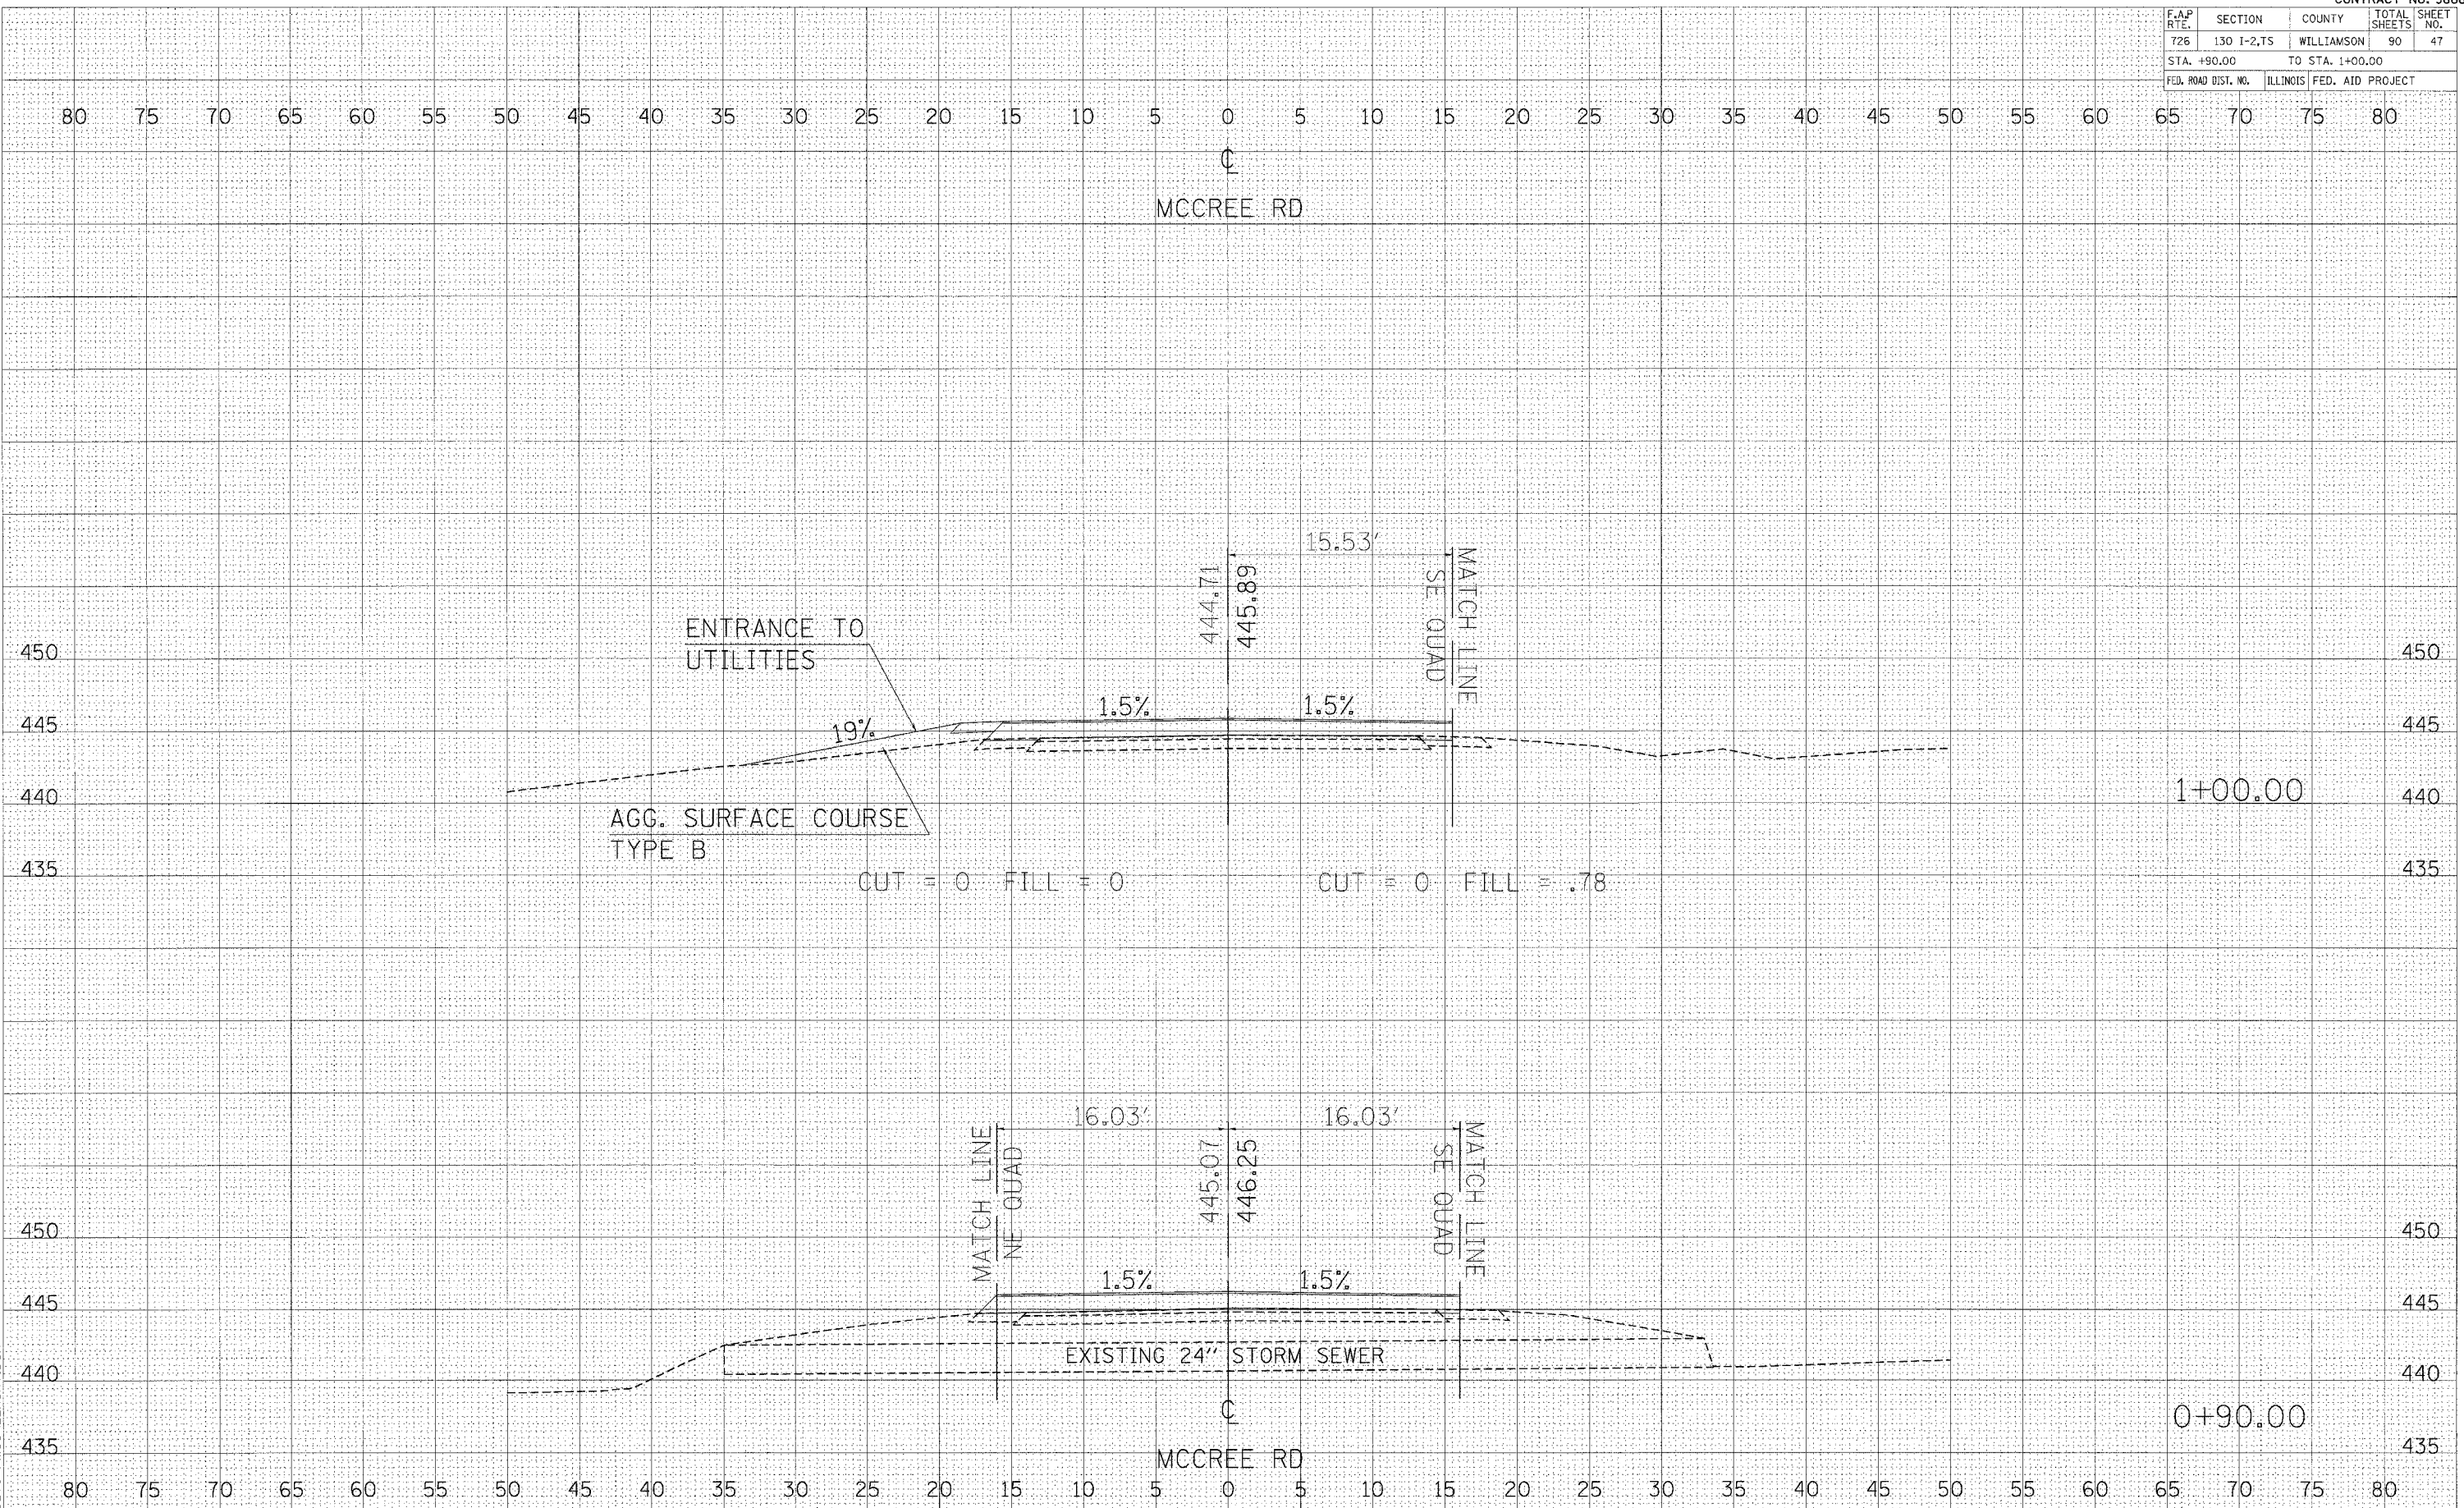 F.A.P RTE. SECTION COUNTY TOTAL SHEETS SHEET NO.
726 130 I-2,TS WILLIAMSON 90 47
STA. +90.00 TO STA. 1+00.00
FED. ROAD DIST. NO. ILLINOIS FED. AID PROJECT
80 75 70 65 60 55 50 45 40 35 30 25 20 15 10 5 0 5 10 15 20 25 30 35 40 45 50 55 60 65 70 75 80
℄
MCCREE RD
15.53'
444.71
445.89
MATCH LINE
SE QUAD
ENTRANCE TO
UTILITIES
450 450
1.5% 1.5%
445 19% 445
440 1+00.00 440
AGG. SURFACE COURSE
TYPE B
435 435
CUT = 0 FILL = 0 CUT = 0 FILL = .78
16.03' 16.03'
MATCH LINE
NE QUAD
445.07
446.25
MATCH LINE
SE QUAD
450 450
1.5% 1.5%
445 445
EXISTING 24" STORM SEWER
440 440
℄
0+90.00
435 435
MCCREE RD
80 75 70 65 60 55 50 45 40 35 30 25 20 15 10 5 0 5 10 15 20 25 30 35 40 45 50 55 60 65 70 75 80